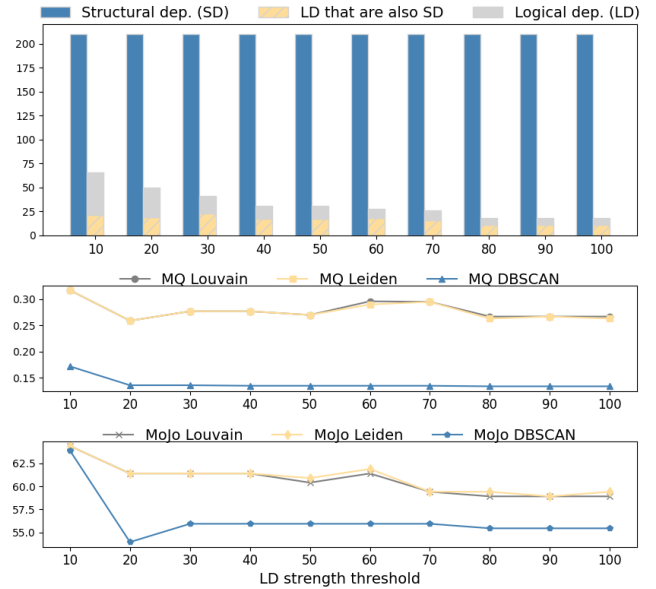 Structural dep. (SD) LD that are also SD Logical dep. (LD)
200
175
150
125
100
75
50
25
0
10 20 30 40 50 60 70 80 90 100
MQ Louvain MQ Leiden MQ DBSCAN
0.30
0.25
0.20
0.15
10 20 30 40 50 60 70 80 90 100
MoJo Louvain MoJo Leiden MoJo DBSCAN
62.5
60.0
57.5
55.0
10 20 30 40 50 60 70 80 90 100
LD strength threshold